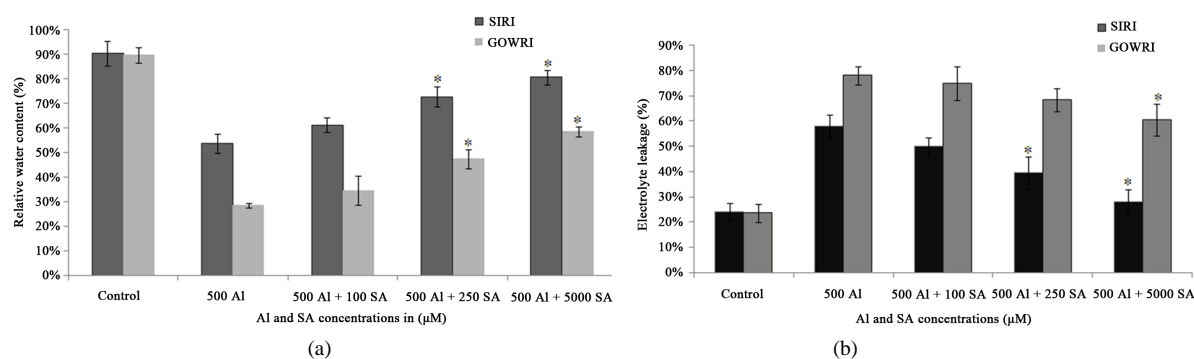 SIRI
GOWRI
100%
90%
80%
70%
60%
50%
40%
30%
20%
10%
0%
Relative water content (%)
* * * *
Control 500 Al 500 Al + 100 SA 500 Al + 250 SA 500 Al + 5000 SA
Al and SA concentrations in (µM)
(a)
SIRI
GOWRI
90%
80%
70%
60%
50%
40%
30%
20%
10%
0%
Electrolyte leakage (%)
* * *
Control 500 Al 500 Al + 100 SA 500 Al + 250 SA 500 Al + 5000 SA
Al and SA concentrations (µM)
(b)